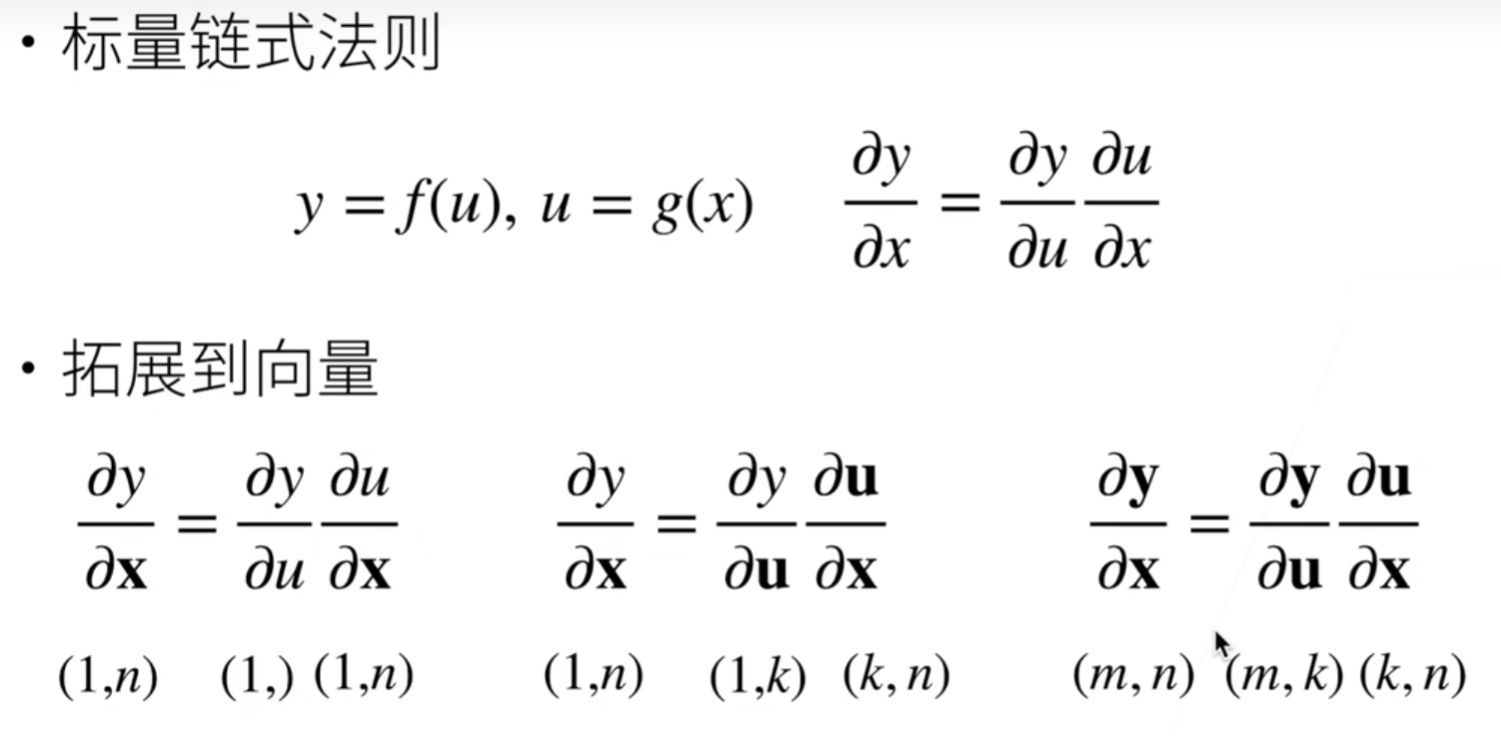 • 标量链式法则
y = f(u), u = g(x) ∂y/∂x = ∂y/∂u ∂u/∂x
• 拓展到向量
∂y/∂𝐱 = ∂y/∂u ∂u/∂𝐱 ∂y/∂𝐱 = ∂y/∂𝐮 ∂𝐮/∂𝐱 ∂𝐲/∂𝐱 = ∂𝐲/∂𝐮 ∂𝐮/∂𝐱
(1,n) (1,) (1,n) (1,n) (1,k) (k, n) (m, n) (m, k) (k, n)